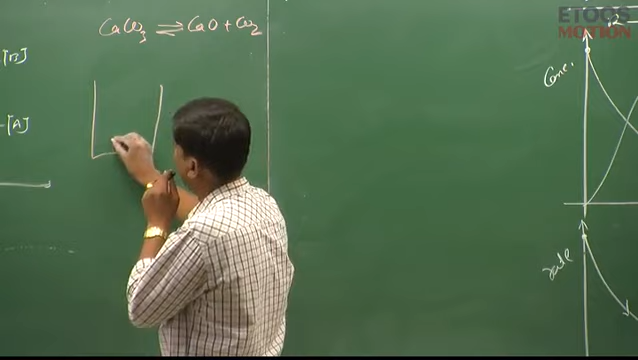 CaCO3 ⇌ CaO + CO2
[B]
[A]
Conc.
rate
ETOOS
MOTION